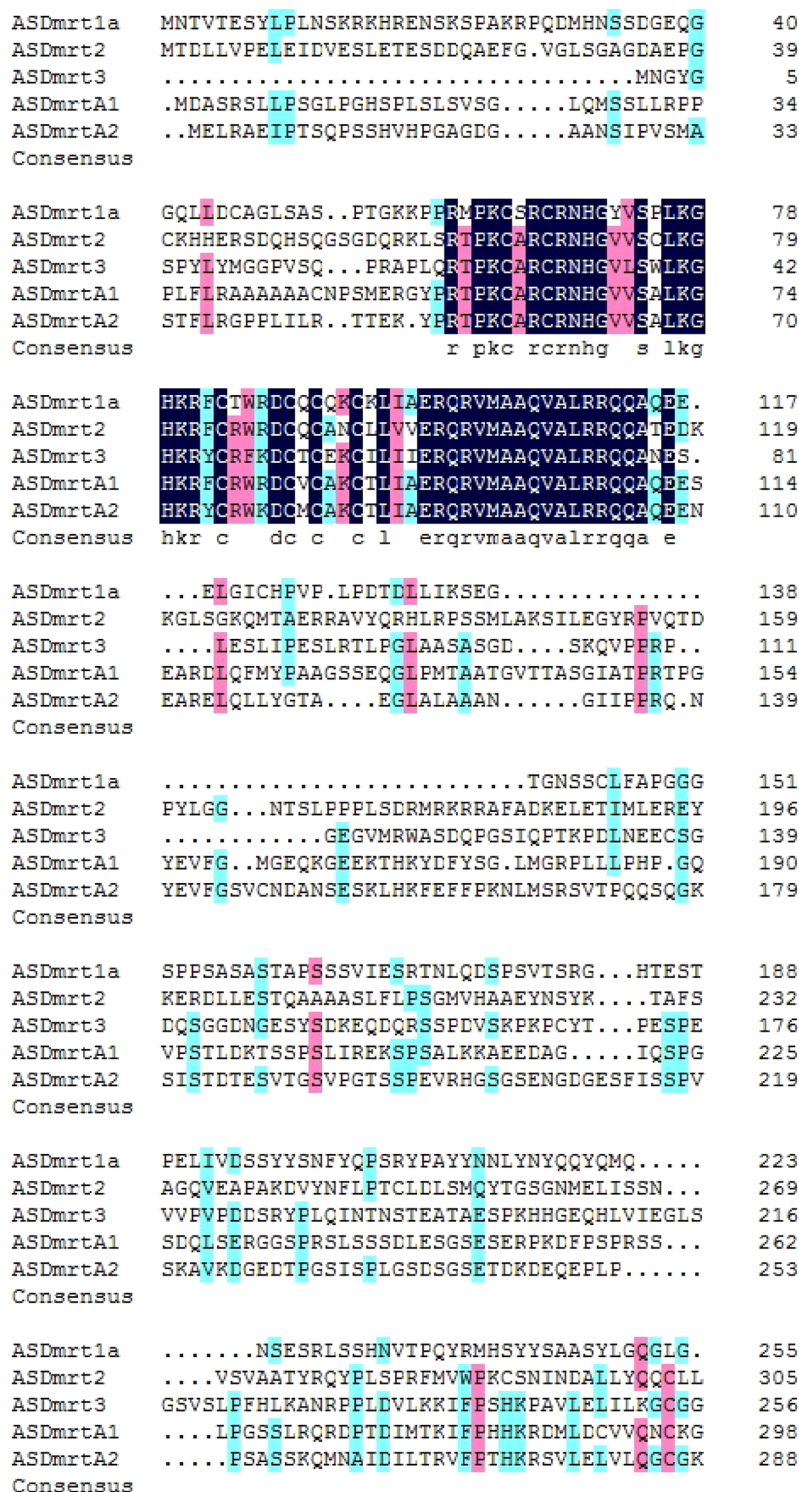 ASDmrt1a MNTVTESYLPLNSKRKHRENSKSPAKRPQDMHNSSDGEQG 40
ASDmrt2 MTDLLVPELEIDVESLETESDDQAEFG.VGLSGAGDAEPG 39
ASDmrt3 ...................................MNGYG 5
ASDmrtA1 .MDASRSLLPSGLPGHSPLSLSVSG.....LQMSSLLRPP 34
ASDmrtA2 ..MELRAEIPTSQPSSHVHPGAGDG.....AANSIPVSMA 33
Consensus
ASDmrt1a GQLLDCAGLSAS..PTGKKPPRMPKCSRCRNHGYVSPLKG 78
ASDmrt2 CKHHERSDQHSQGSGDQRKLSRTPKCARCRNHGVVSCLKG 79
ASDmrt3 SPYLYMGGPVSQ...PRAPLQRTPKCARCRNHGVLSWLKG 42
ASDmrtA1 PLFLRAAAAAACNPSMERGYPRTPKCARCRNHGVVSALKG 74
ASDmrtA2 STFLRGPPLILR..TTEK.YPRTPKCARCRNHGVVSALKG 70
Consensus r pkc rcrnhg s lkg
ASDmrt1a HKRFCTWRDCQCQKCKLIAERQRVMAAQVALRRQQAQEE. 117
ASDmrt2 HKRFCRWRDCQCANCLLVVERQRVMAAQVALRRQQATEDK 119
ASDmrt3 HKRYCRFKDCTCEKCILIIERQRVMAAQVALRRQQANES. 81
ASDmrtA1 HKRFCRWRDCVCAKCTLIAERQRVMAAQVALRRQQAQEES 114
ASDmrtA2 HKRYCRWKDCMCAKCTLIAERQRVMAAQVALRRQQAQEEN 110
Consensus hkr c dc c c l erqrvmaaqvalrrqqa e
ASDmrt1a ...ELGICHPVP.LPDTDLLIKSEG............... 138
ASDmrt2 KGLSGKQMTAERRAVYQRHLRPSSMLAKSILEGYRPVQTD 159
ASDmrt3 ....LESLIPESLRTLPGLAASASGD....SKQVPPRP.. 111
ASDmrtA1 EARDLQFMYPAAGSSEQGLPMTAATGVTTASGIATPRTPG 154
ASDmrtA2 EARELQLLYGTA....EGLALAAAN......GIIPPRQ.N 139
Consensus
ASDmrt1a ...........................TGNSSCLFAPGGG 151
ASDmrt2 PYLGG...NTSLPPPLSDRMRKRRAFADKELETIMLEREY 196
ASDmrt3 ............GEGVMRWASDQPGSIQPTKPDLNEECSG 139
ASDmrtA1 YEVFG..MGEQKGEEKTHKYDFYSG.LMGRPLLLPHP.GQ 190
ASDmrtA2 YEVFGSVCNDANSESKLHKFEFFPKNLMSRSVTPQQSQGK 179
Consensus
ASDmrt1a SPPSASASTAPSSSVIESRTNLQDSPSVTSRG...HTEST 188
ASDmrt2 KERDLLESTQAAAASLFLPSGMVHAAEYNSYK....TAFS 232
ASDmrt3 DQSGGDNGESYSDKEQDQRSSPDVSKPKPCYT...PESPE 176
ASDmrtA1 VPSTLDKTSSPSLIREKSPSALKKAEEDAG.....IQSPG 225
ASDmrtA2 SISTDTESVTGSVPGTSSPEVRHGSGSENGDGESFISSPV 219
Consensus
ASDmrt1a PELIVDSSYYSNFYQPSRYPAYYNNLYNYQQYQMQ..... 223
ASDmrt2 AGQVEAPAKDVYNFLPTCLDLSMQYTGSGNMELISSN... 269
ASDmrt3 VVPVPDDSRYPLQINTNSTEATAESPKHHGEQHLVIEGLS 216
ASDmrtA1 SDQLSERGGSPRSLSSSDLESGSESERPKDFPSPRSS... 262
ASDmrtA2 SKAVKDGEDTPGSISPLGSDSGSETDKDEQEPLP...... 253
Consensus
ASDmrt1a .......NSESRLSSHNVTPQYRMHSYYSAASYLGQGLG. 255
ASDmrt2 ....VSVAATYRQYPLSPRFMVWPKCSNINDALLYQQCLL 305
ASDmrt3 GSVSLPFHLKANRPPLDVLKKIFPSHKPAVLELILKGCGG 256
ASDmrtA1 ....LPGSSLRQRDPTDIMTKIFPHHKRDMLDCVVQNCKG 298
ASDmrtA2 .....PSASSKQMNAIDILTRVFPTHKRSVLELVLQGCGK 288
Consensus